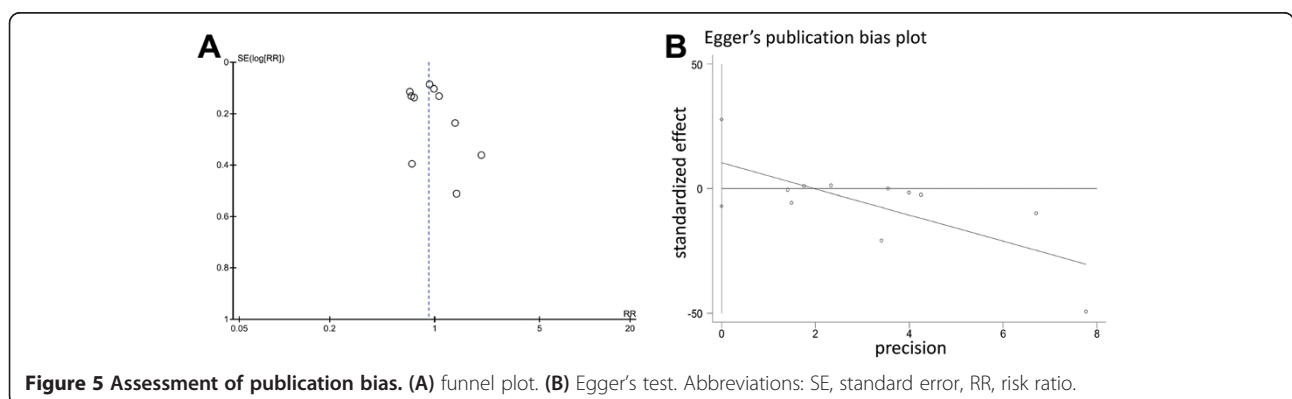 A
SE(log[RR])
0
0.2
0.4
0.6
0.8
1
RR
0.05 0.2 1 5 20
B Egger's publication bias plot
50
0
-50
standardized effect
0 2 4 6 8
precision
Figure 5 Assessment of publication bias. (A) funnel plot. (B) Egger's test. Abbreviations: SE, standard error, RR, risk ratio.